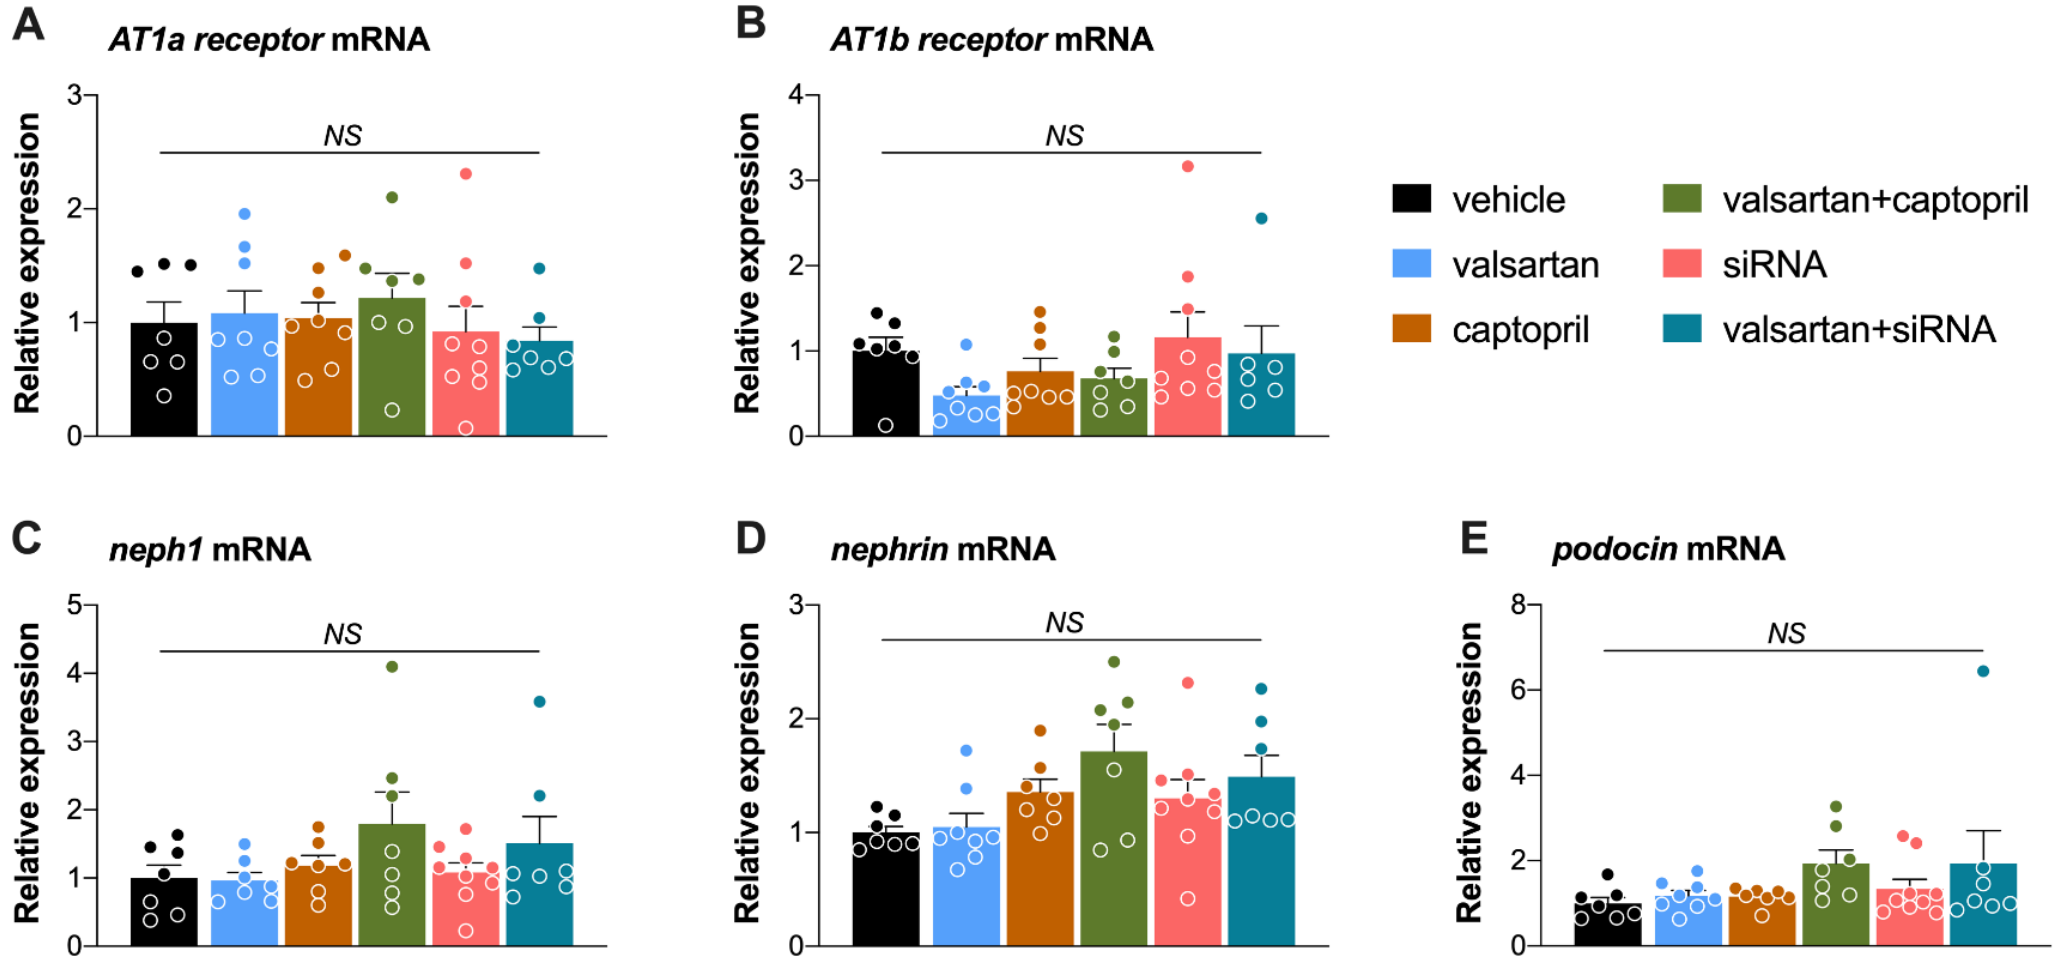 A
AT1a receptor mRNA
Relative expression
3
2
1
0
NS
B
AT1b receptor mRNA
Relative expression
4
3
2
1
0
NS
vehicle
valsartan
captopril
valsartan+captopril
siRNA
valsartan+siRNA
C
neph1 mRNA
Relative expression
5
4
3
2
1
0
NS
D
nephrin mRNA
Relative expression
3
2
1
0
NS
E
podocin mRNA
Relative expression
8
6
4
2
0
NS